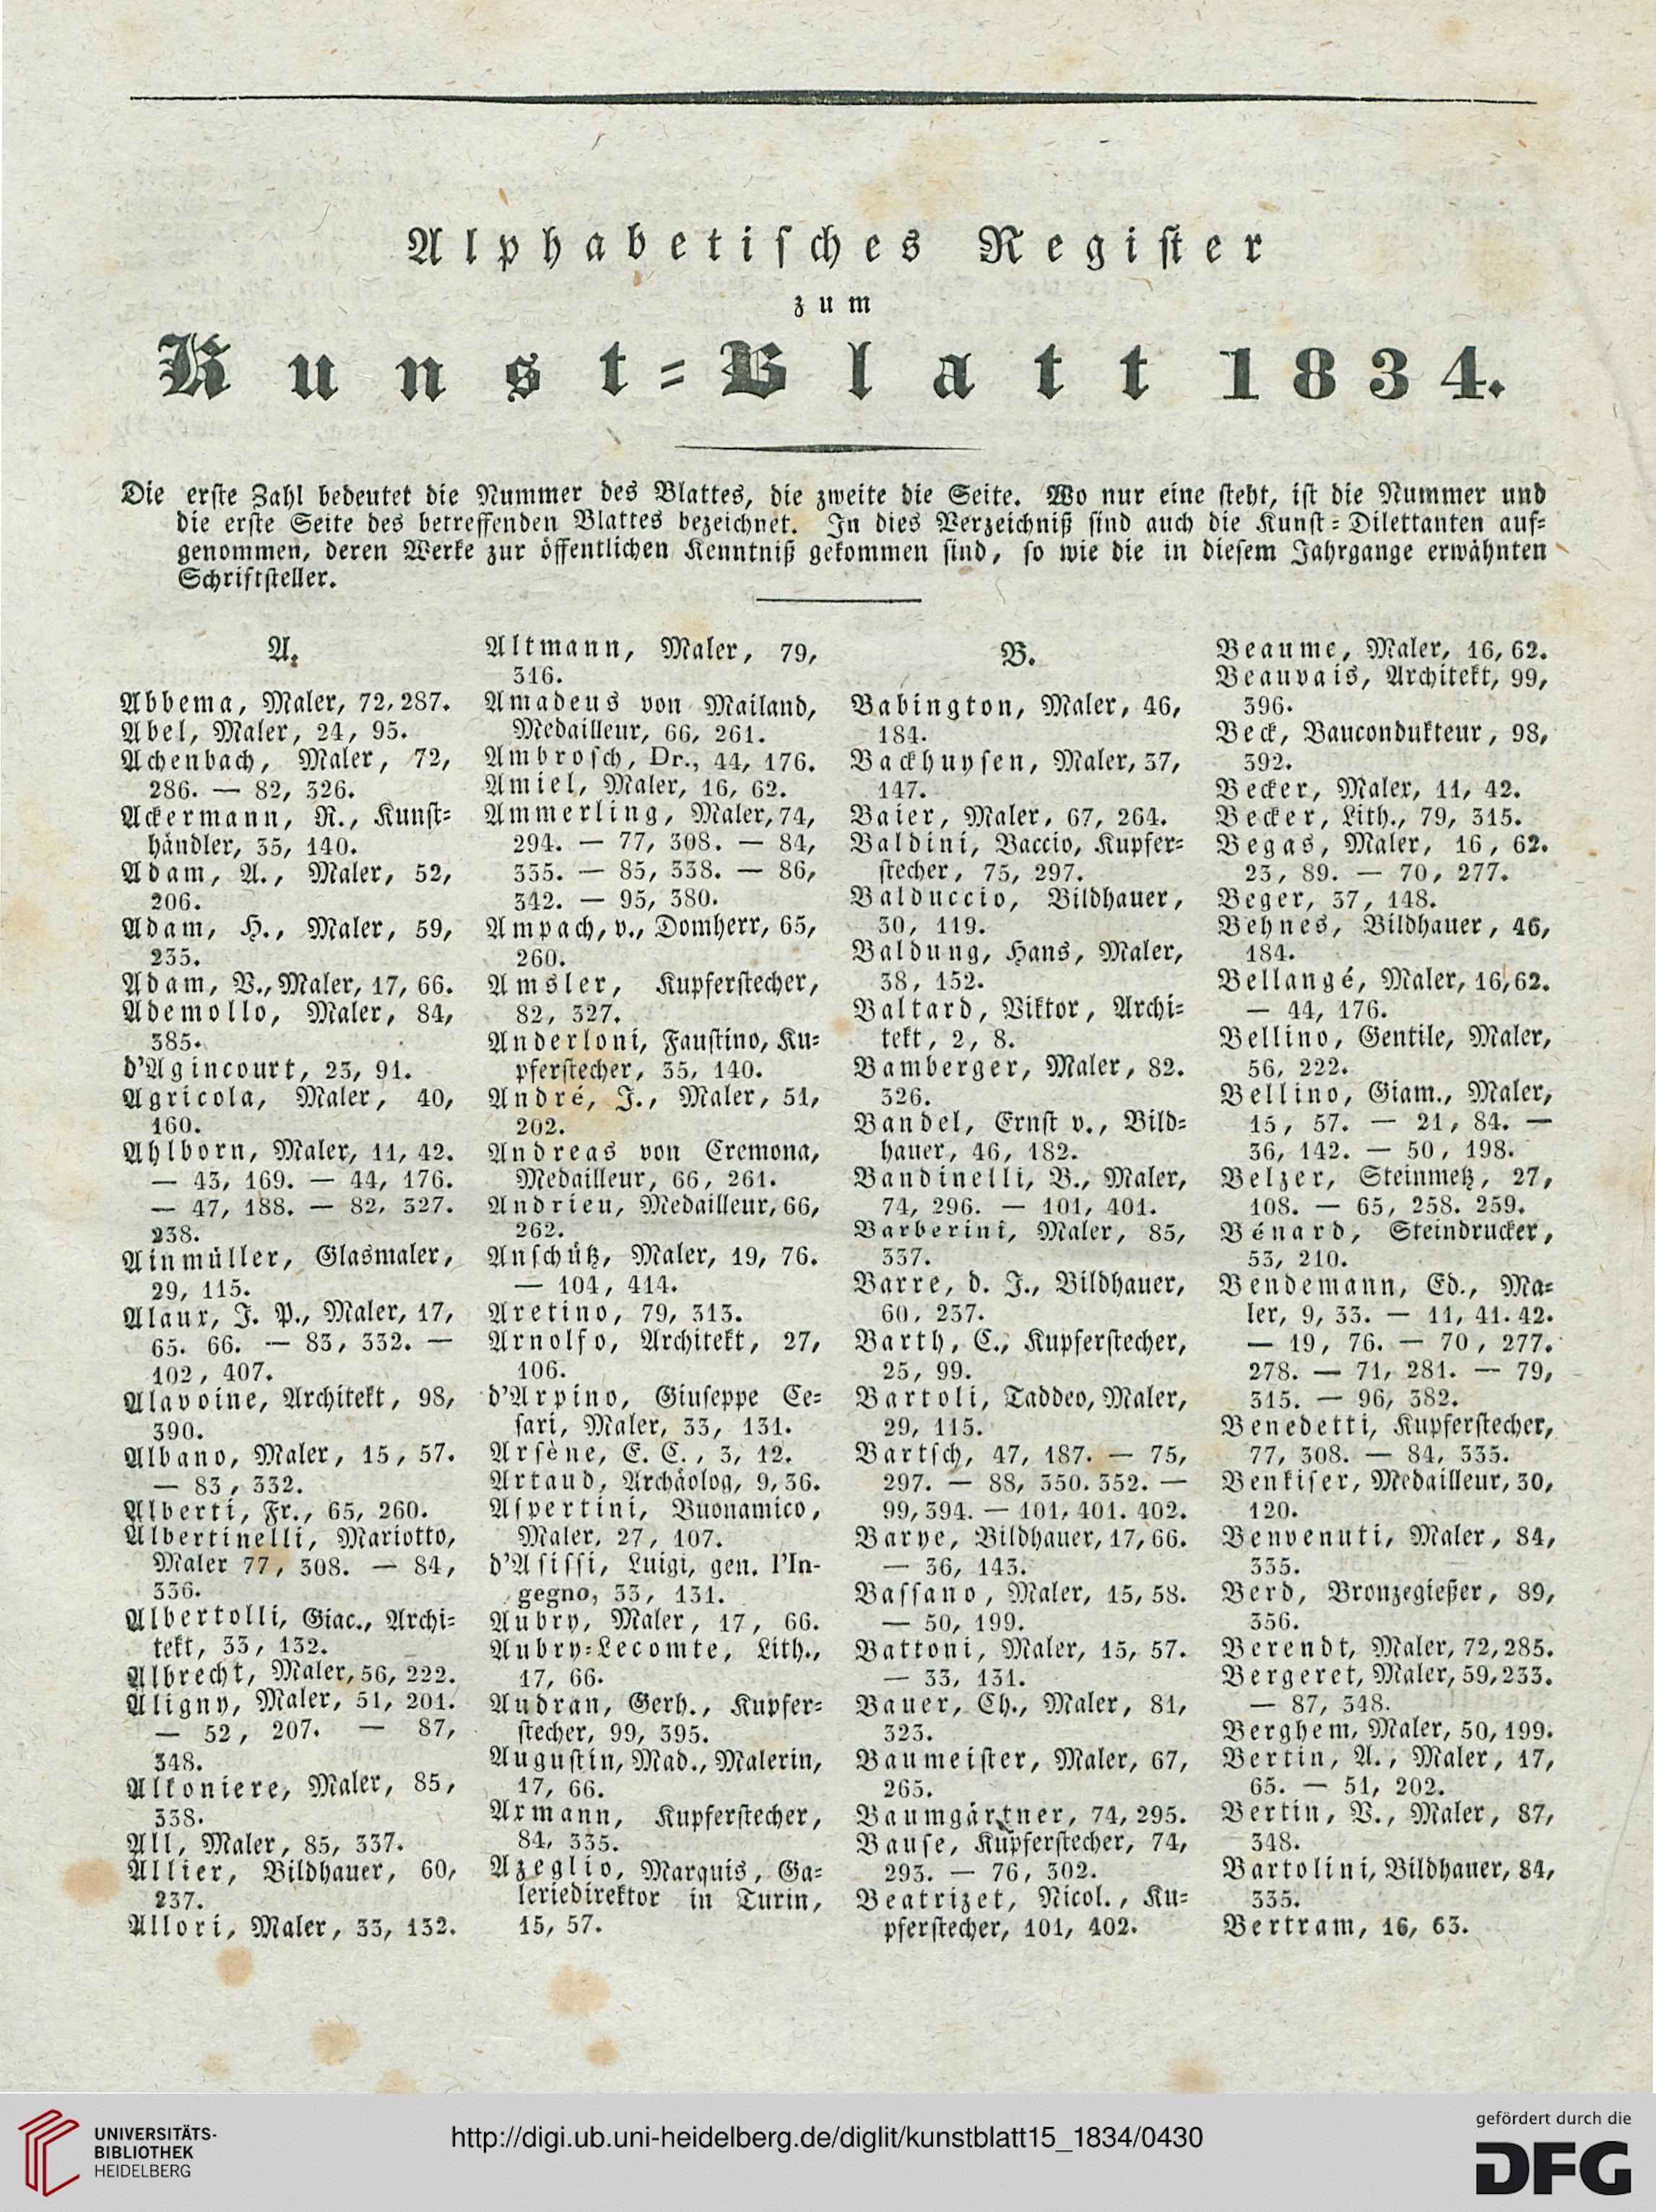 Alphabetisches Register
zum
Kunst=Blatt 1834.
Die erste Zahl bedeutet die Nummer des Blattes, die zweite die Seite. Wo nur eine steht, ist die Nummer und
die erste Seite des betreffenden Blattes bezeichnet. In dies Verzeichniß sind auch die Kunst=Dilettanten auf=
genommen, deren Werke zur öffentlichen Kenntniß gekommen sind, so wie die in diesem Jahrgange erwähnten
Schriftsteller.
A.
Abbema, Maler, 72, 287.
Abel, Maler, 24, 95.
Achenbach, Maler, 72,
286. — 82, 326.
Ackermann, R., Kunst=
händler, 35, 140.
Adam, A., Maler, 52,
206.
Adam, H., Maler, 59,
235.
Adam, V., Maler, 17, 66.
Ademollo, Maler, 84,
385.
d'Agincourt, 23, 91.
Agricola, Maler, 40,
160.
Ahlborn, Maler, 11, 42.
— 43, 169. — 44, 176.
— 47, 188. — 82, 327.
238.
Ainmüller, Glasmaler,
29, 115.
Alaux, J. P., Maler, 17,
65. 66. — 83, 332. —
102, 407.
Alavoine, Architekt, 98,
390.
Albano, Maler, 15, 57.
— 83, 332.
Alberti, Fr., 65, 260.
Albertinelli, Mariotto,
Maler 77, 308. — 84,
336.
Albertolli, Giac., Archi=
tekt, 33, 132.
Albrecht, Maler, 56, 222.
Aligny, Maler, 51, 201.
— 52, 207. — 87,
348.
Alkoniere, Maler, 85,
338.
All, Maler, 85, 337.
Allier, Bildhauer, 60,
237.
Allori, Maler, 33, 132.
Altmann, Maler, 79,
316.
Amadeus von Mailand,
Medailleur, 66, 261.
Ambrosch, Dr., 44, 176.
Amiel, Maler, 16, 62.
Ammerling, Maler, 74,
294. — 77, 308. — 84,
335. — 85, 338. — 86,
342. — 95, 380.
Ampach, v., Domherr, 65,
260.
Amsler, Kupferstecher,
82, 327.
Anderloni, Faustino, Ku=
pferstecher, 35, 140.
André, J., Maler, 51,
202.
Andreas von Cremona,
Medailleur, 66, 261.
Andrieu, Medailleur, 66,
262.
Anschütz, Maler, 19, 76.
— 104, 414.
Aretino, 79, 313.
Arnolfo, Architekt, 27,
106.
d'Arpino, Giuseppe Ce=
sari, Maler, 33, 131.
Arsène, E. C., 3, 12.
Artaud, Archäolog, 9, 36.
Aspertini, Buonamico,
Maler, 27, 107.
d'Asissi, Luigi, gen. l'In-
gegno, 33, 131.
Aubry, Maler, 17, 66.
Aubry=Lecomte, Lith.,
17, 66.
Audran, Gerh., Kupfer=
stecher, 99, 395.
Augustin, Mad., Malerin,
17, 66.
Axmann, Kupferstecher,
84, 335.
Azeglio, Marquis, Ga=
leriedirektor in Turin,
15, 57.
B.
Babington, Maler, 46,
184.
Backhuysen, Maler, 37,
147.
Baier, Maler, 67, 264.
Baldini, Baccio, Kupfer=
stecher, 75, 297.
Balduccio, Bildhauer,
30, 119.
Baldung, Hans, Maler,
38, 152.
Baltard, Viktor, Archi=
tekt, 2, 8.
Bamberger, Maler, 82.
326.
Bandel, Ernst v., Bild=
hauer, 46, 182.
Bandinelli, B., Maler,
74, 296. — 101, 401.
Barberini, Maler, 85,
337.
Barre, d. J., Bildhauer,
60, 237.
Barth, C., Kupferstecher,
25, 99.
Bartoli, Taddeo, Maler,
29, 115.
Bartsch, 47, 187. — 75,
297. — 88, 350. 352. —
99, 394. — 101, 401. 402.
Barye, Bildhauer, 17, 66.
— 36, 143.
Bassano, Maler, 15, 58.
— 50, 199.
Battoni, Maler, 15, 57.
— 33, 131.
Bauer, Ch., Maler, 81,
323.
Baumeister, Maler, 67,
265.
Baumgärtner, 74, 295.
Bause, Kupferstecher, 74,
293. — 76, 302.
Beatrizet, Nicol., Ku=
pferstecher, 101, 402.
Beaume, Maler, 16, 62.
Beauvais, Architekt, 99,
396.
Beck, Baucondukteur, 98,
392.
Becker, Maler, 11, 42.
Becker, Lith., 79, 315.
Begas, Maler, 16, 62.
23, 89. — 70, 277.
Beger, 37, 148.
Behnes, Bildhauer, 46,
184.
Bellangé, Maler, 16, 62.
— 44, 176.
Bellino, Gentile, Maler,
56, 222.
Bellino, Giam., Maler,
15, 57. — 21, 84. —
36, 142. — 50, 198.
Belzer, Steinmetz, 27,
108. — 65, 258. 259.
Bénard, Steindrucker,
53, 210.
Bendemann, Ed., Ma=
ler, 9, 33. — 11, 41. 42.
— 19, 76. — 70, 277.
278. — 71, 281. — 79,
315. — 96, 382.
Benedetti, Kupferstecher,
77, 308. — 84, 335.
Benkiser, Medailleur, 30,
120.
Benvenuti, Maler, 84,
335.
Berd, Bronzegießer, 89,
356.
Berendt, Maler, 72, 285.
Bergeret, Maler, 59, 233.
— 87, 348.
Berghem, Maler, 50, 199.
Bertin, A., Maler, 17,
65. — 51, 202.
Bertin, V., Maler, 87,
348.
Bartolini, Bildhauer, 84,
335.
Bertram, 16, 63.
UNIVERSITÄTS-
BIBLIOTHEK
HEIDELBERG
http://digi.ub.uni-heidelberg.de/diglit/kunstblatt15_1834/0430
gefördert durch die
DFG